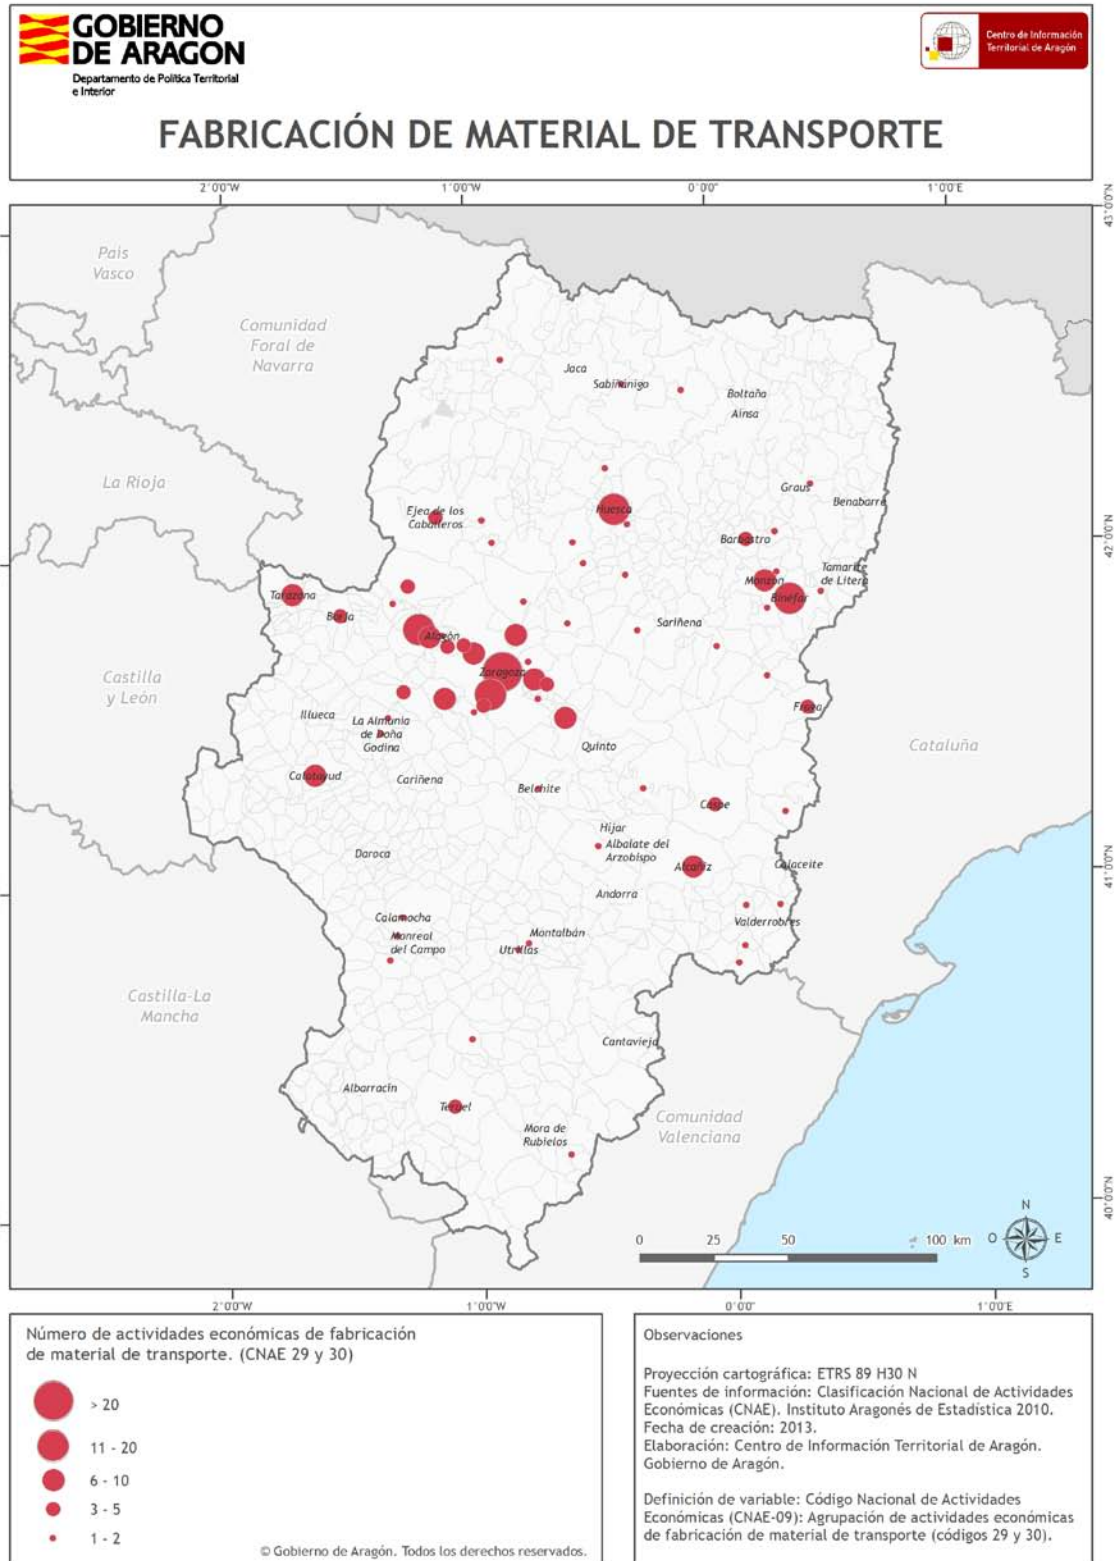 GOBIERNO
DE ARAGON
Departamento de Política Territorial
e Interior
Centro de Información
Territorial de Aragón
FABRICACIÓN DE MATERIAL DE TRANSPORTE
2°00"W
1°00"W
0°00"
1°00"E
43°0'0"N
País
Vasco
Comunidad
Foral de
Navarra
Jaca
Sabiñánigo
Boltaña
Ainsa
La Rioja
Graus
Benabarre
Ejea de los
Caballeros
Huesca
42°0'0"N
Barbastro
Tamarite
de Litera
Monzón
Binéfar
Tarazona
Borja
Alagón
Sariñena
Zaragoza
Castilla
y León
Fraga
Illueca
La Almunia
de Doña
Godina
Quinto
Cataluña
Calatayud
Cariñena
Belchite
Caspe
Híjar
Albalate del
Arzobispo
Daroca
Alcañiz
Calaceite
41°0'0"N
Andorra
Calamocha
Valderrobres
Monreal
del Campo
Montalbán
Utrillas
Castilla-La
Mancha
Cantavieja
Albarracín
Teruel
Comunidad
Valenciana
Mora de
Rubielos
40°0'0"N
N
O
E
S
0
25
50
100 km
2°0'0"W
1°00"W
0°00"
1°0'0"E
Número de actividades económicas de fabricación
de material de transporte. (CNAE 29 y 30)
> 20
11 - 20
6 - 10
3 - 5
1 - 2
© Gobierno de Aragón. Todos los derechos reservados.
Observaciones
Proyección cartográfica: ETRS 89 H30 N
Fuentes de información: Clasificación Nacional de Actividades
Económicas (CNAE). Instituto Aragonés de Estadística 2010.
Fecha de creación: 2013.
Elaboración: Centro de Información Territorial de Aragón.
Gobierno de Aragón.
Definición de variable: Código Nacional de Actividades
Económicas (CNAE-09): Agrupación de actividades económicas
de fabricación de material de transporte (códigos 29 y 30).